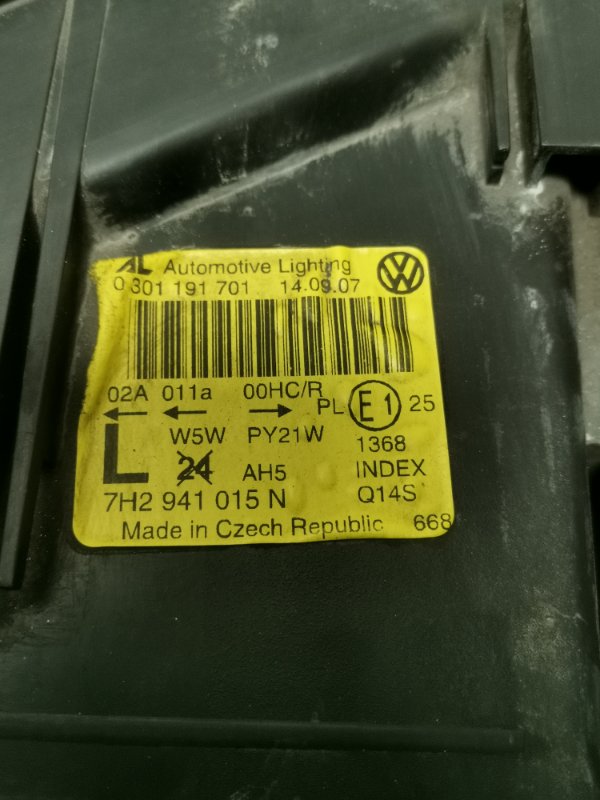 AL Automotive Lighting VW
0 301 191 701 14.09.07
02A 011a 00HC/R
PL E1 25
L W5W PY21W 1368
24 AH5 INDEX
7H2 941 015 N Q14S
Made in Czech Republic 668